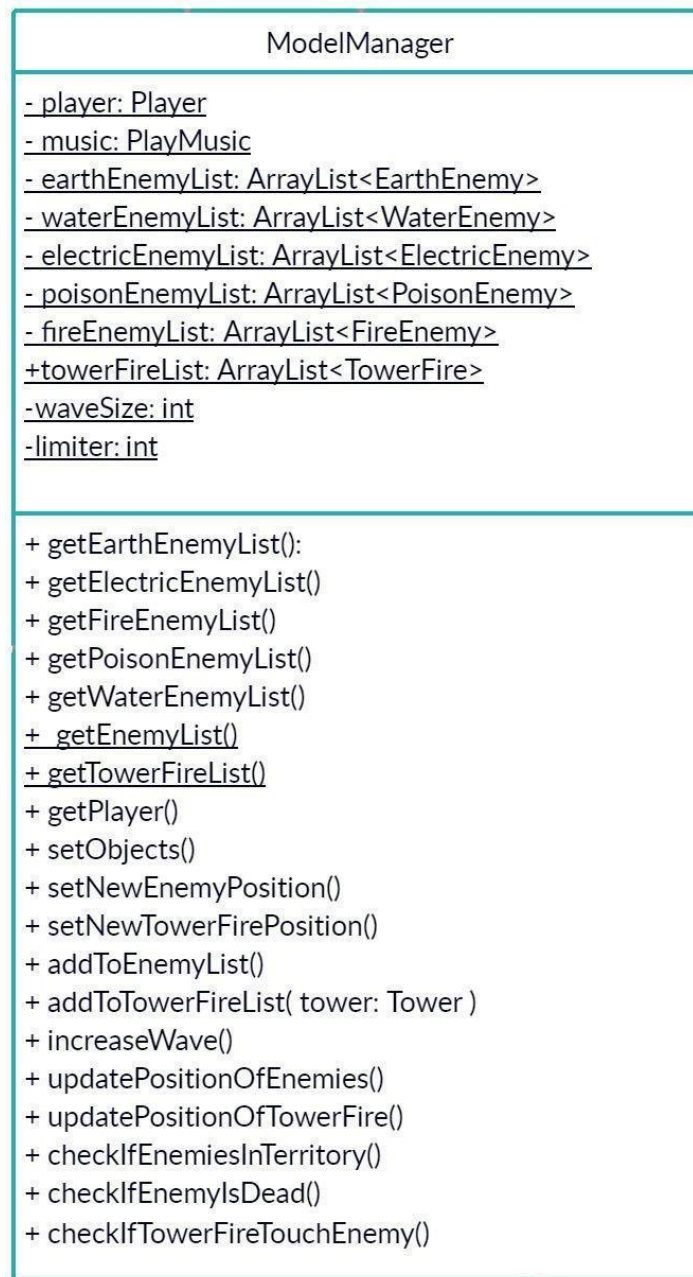 ModelManager
- player: Player
- music: PlayMusic
- earthEnemyList: ArrayList<EarthEnemy>
- waterEnemyList: ArrayList<WaterEnemy>
- electricEnemyList: ArrayList<ElectricEnemy>
- poisonEnemyList: ArrayList<PoisonEnemy>
- fireEnemyList: ArrayList<FireEnemy>
+towerFireList: ArrayList<TowerFire>
-waveSize: int
-limiter: int
+ getEarthEnemyList():
+ getElectricEnemyList()
+ getFireEnemyList()
+ getPoisonEnemyList()
+ getWaterEnemyList()
+ getEnemyList()
+ getTowerFireList()
+ getPlayer()
+ setObjects()
+ setNewEnemyPosition()
+ setNewTowerFirePosition()
+ addToEnemyList()
+ addToTowerFireList( tower: Tower )
+ increaseWave()
+ updatePositionOfEnemies()
+ updatePositionOfTowerFire()
+ checkIfEnemiesInTerritory()
+ checkIfEnemyIsDead()
+ checkIfTowerFireTouchEnemy()